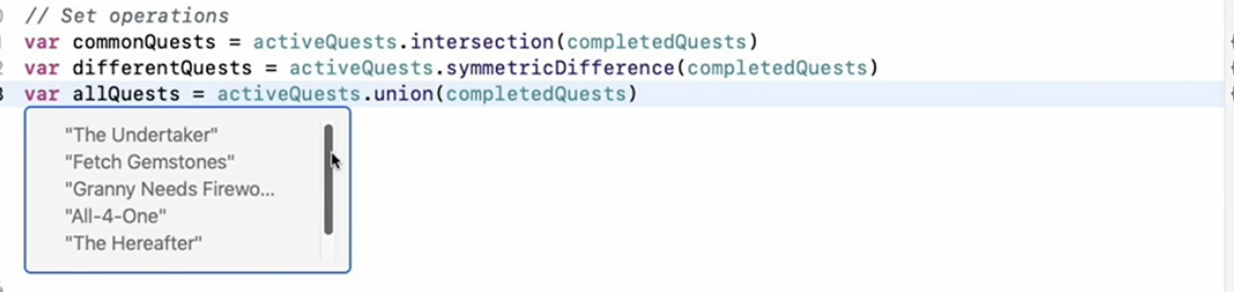 // Set operations
var commonQuests = activeQuests.intersection(completedQuests)
var differentQuests = activeQuests.symmetricDifference(completedQuests)
var allQuests = activeQuests.union(completedQuests)
"The Undertaker"
"Fetch Gemstones"
"Granny Needs Firewo...
"All-4-One"
"The Hereafter"